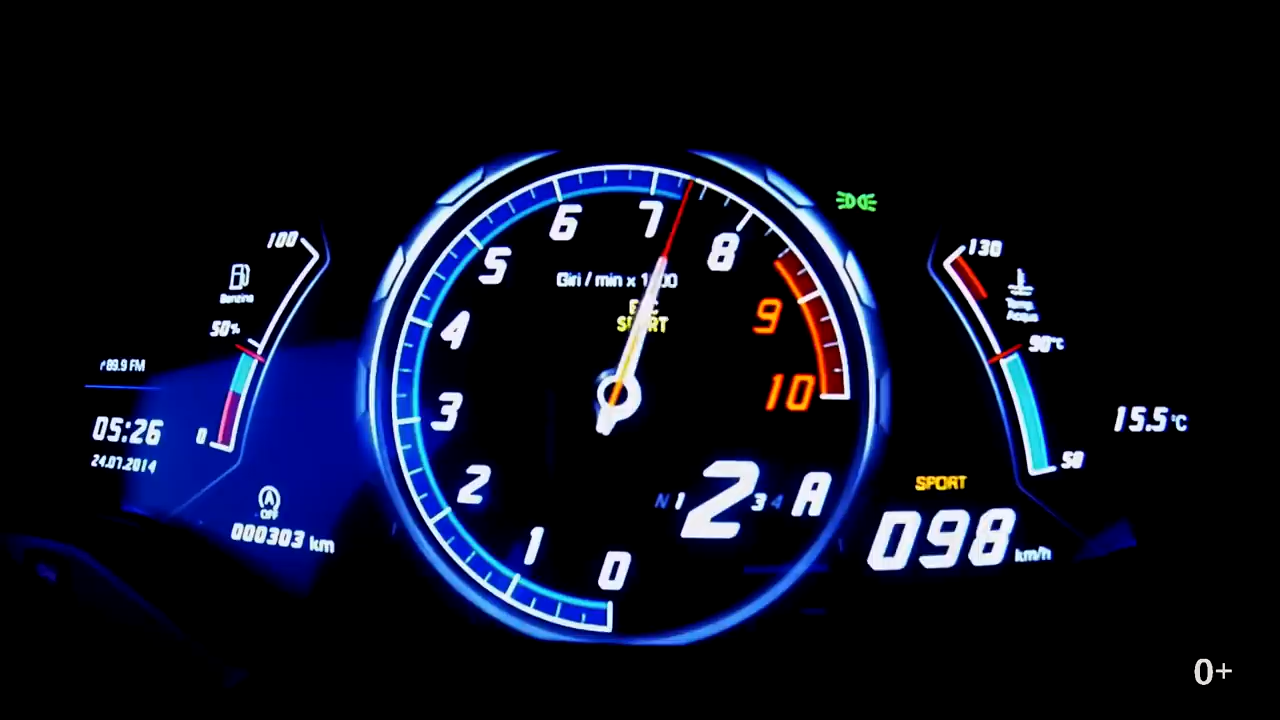 100
Benzina
50%
0
89.9 FM
05:26
24.07.2014
A
OFF
000303 km
7
6
8
5
Giri / min x 1000
ESC
SPORT
9
4
10
3
2
N 1 2 3 4 A
1
0
130
Temp.
Acqua
90°C
50
15.5°C
SPORT
098 km/h
0+